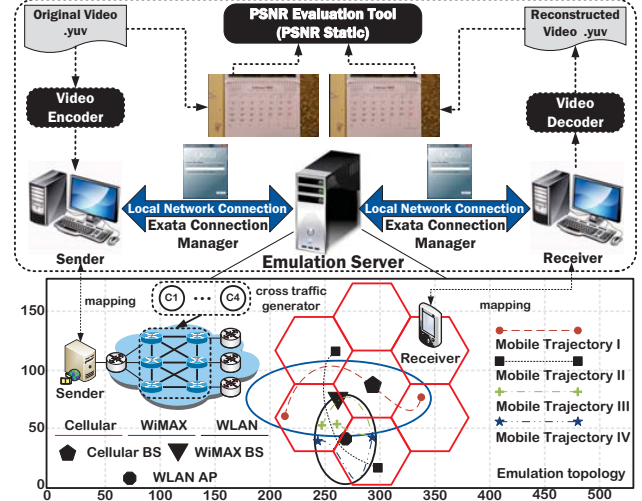 Original Video
.yuv
PSNR Evaluation Tool
(PSNR Static)
Reconstructed
Video .yuv
Video
Encoder
Video
Decoder
Local Network Connection
Exata Connection
Manager
Local Network Connection
Exata Connection
Manager
Sender
Emulation Server
Receiver
mapping
C1 ••• C4
cross traffic
generator
mapping
Receiver
Sender
Mobile Trajectory I
Mobile Trajectory II
Mobile Trajectory III
Mobile Trajectory IV
Cellular WiMAX WLAN
Cellular BS WiMAX BS
WLAN AP
Emulation topology
150
100
50
0
0 50 100 150 200 250 300 350 400 450 500